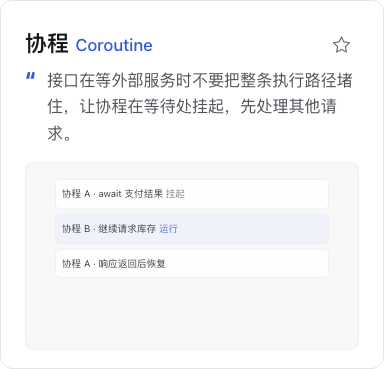 协程 Coroutine
“ 接口在等外部服务时不要把整条执行路径堵
住，让协程在等待处挂起，先处理其他请
求。
协程 A · await 支付结果 挂起
协程 B · 继续请求库存 运行
协程 A · 响应返回后恢复